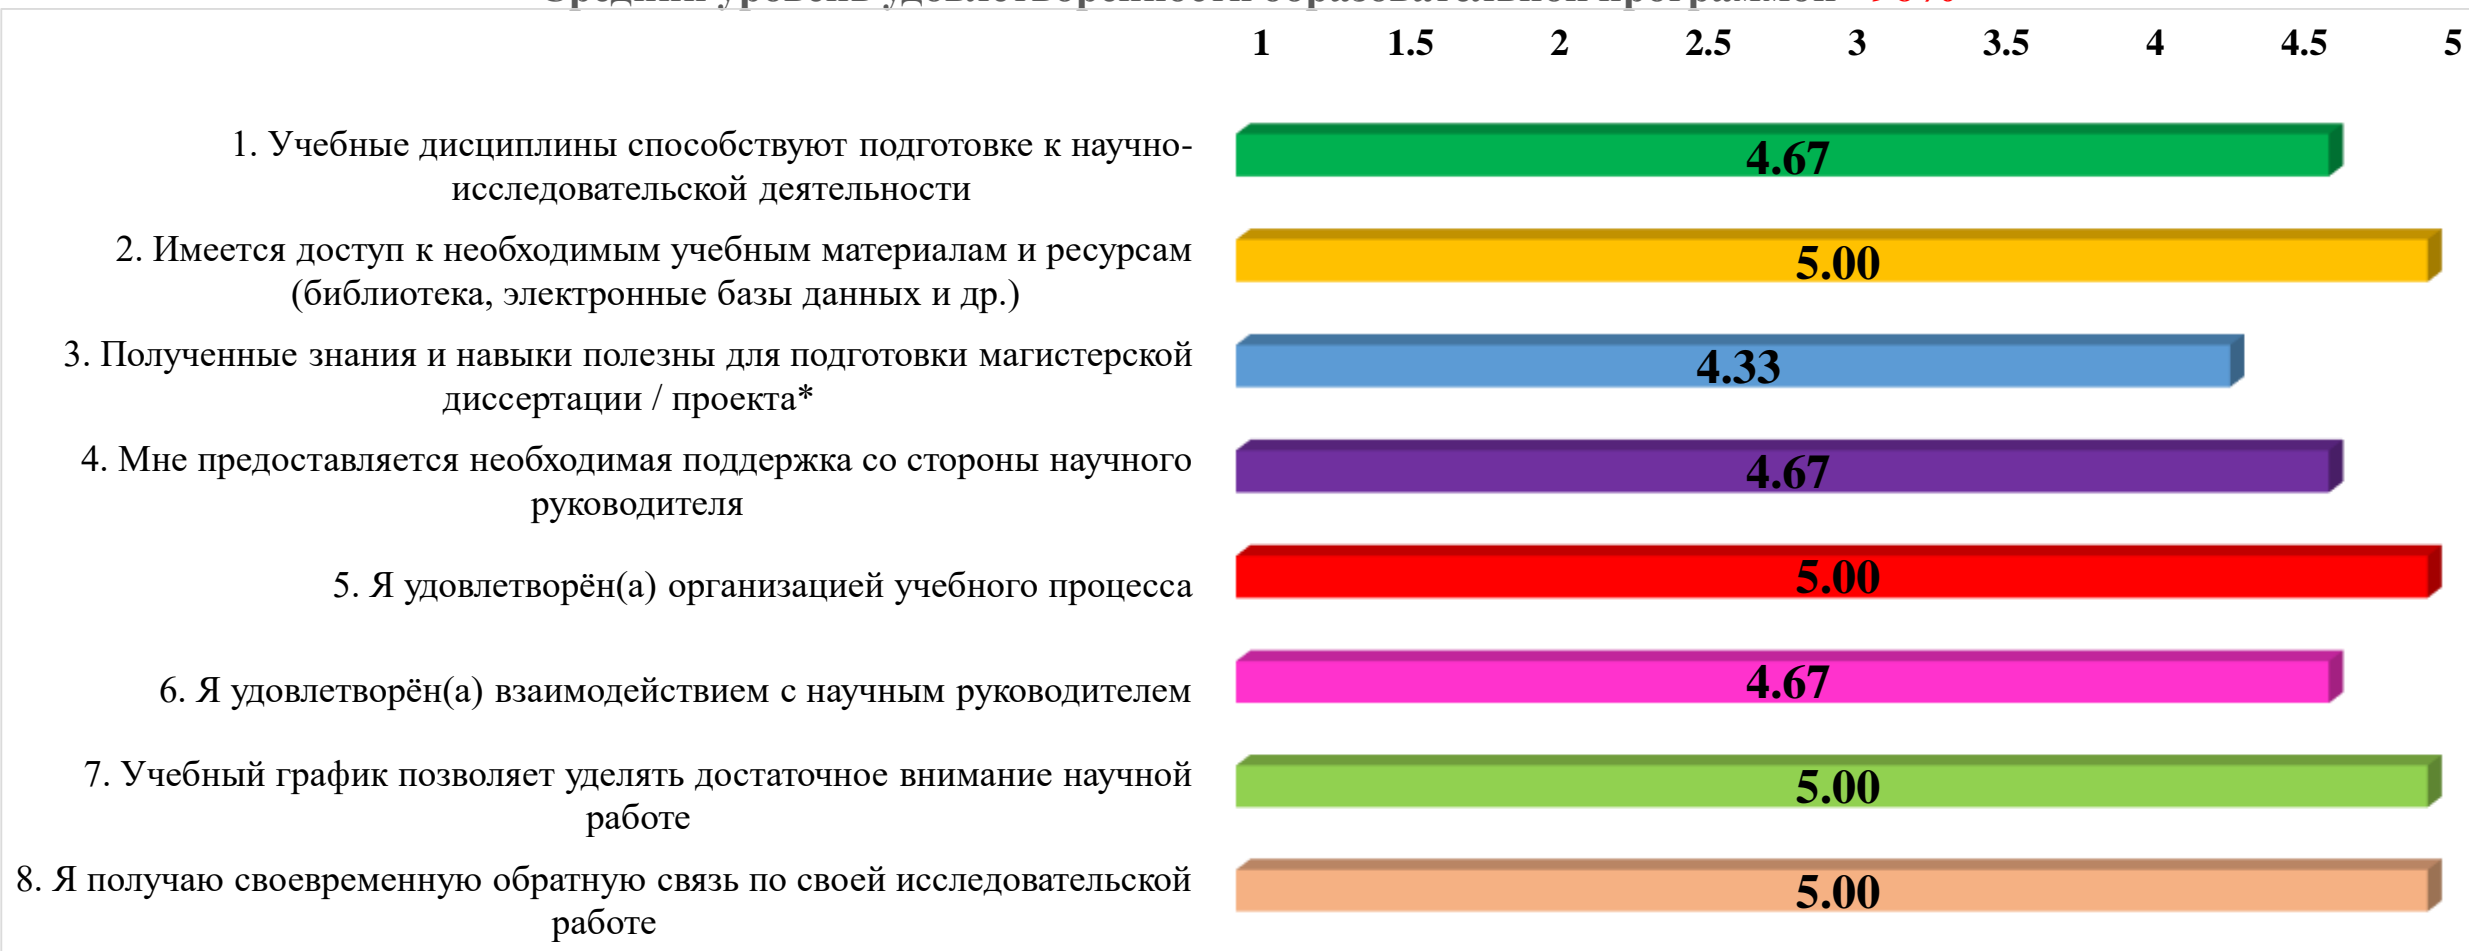 Средний уровень удовлетворенности образовательной программой
1 1.5 2 2.5 3 3.5 4 4.5 5
1. Учебные дисциплины способствуют подготовке к научно-
исследовательской деятельности
4.67
2. Имеется доступ к необходимым учебным материалам и ресурсам
(библиотека, электронные базы данных и др.)
5.00
3. Полученные знания и навыки полезны для подготовки магистерской
диссертации / проекта*
4.33
4. Мне предоставляется необходимая поддержка со стороны научного
руководителя
4.67
5. Я удовлетворён(а) организацией учебного процесса
5.00
6. Я удовлетворён(а) взаимодействием с научным руководителем
4.67
7. Учебный график позволяет уделять достаточное внимание научной
работе
5.00
8. Я получаю своевременную обратную связь по своей исследовательской
работе
5.00